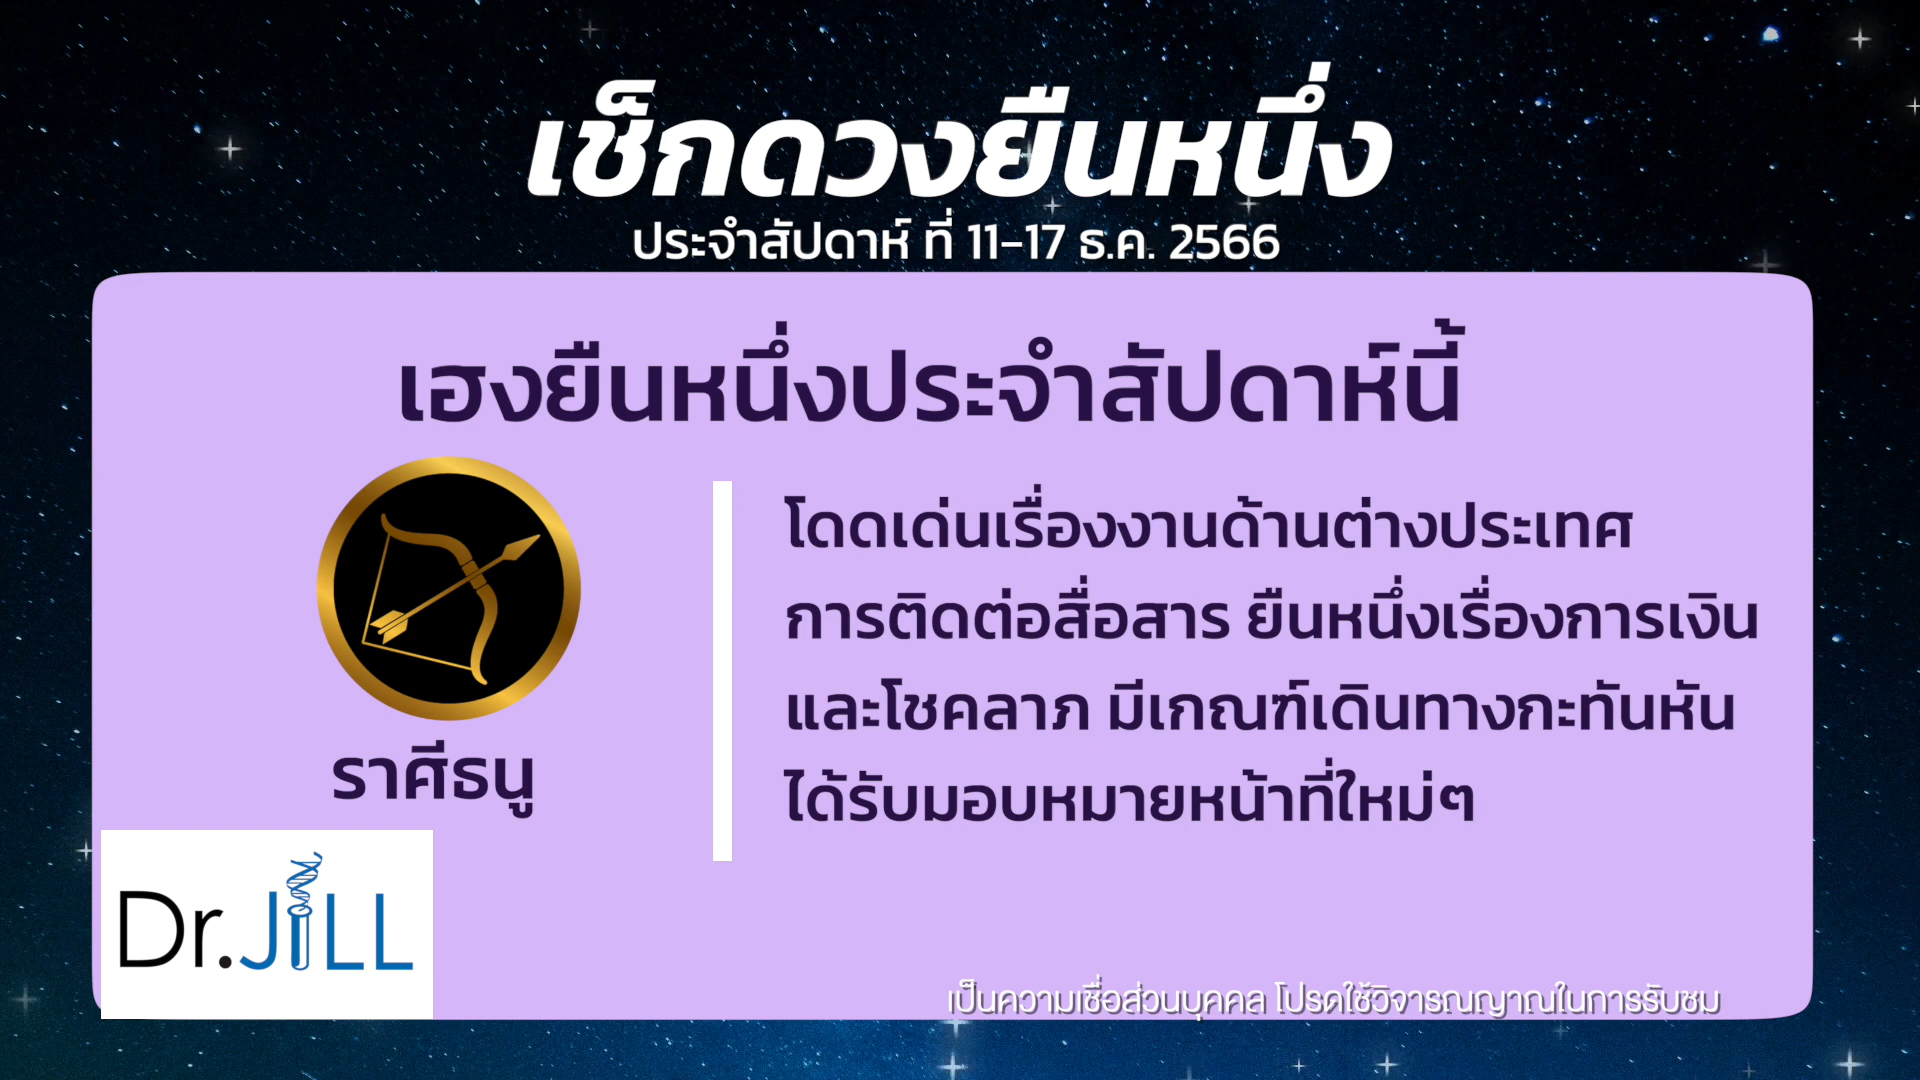 เช็กดวงยืนหนึ่ง
ประจำสัปดาห์ ที่ 11-17 ธ.ค. 2566
เฮงยืนหนึ่งประจำสัปดาห์นี้
ราศีธนู
โดดเด่นเรื่องงานด้านต่างประเทศ
การติดต่อสื่อสาร ยืนหนึ่งเรื่องการเงิน
และโชคลาภ มีเกณฑ์เดินทางกะทันหัน
ได้รับมอบหมายหน้าที่ใหม่ๆ
Dr.JiLL
เป็นความเชื่อส่วนบุคคล โปรดใช้วิจารณญาณในการรับชม